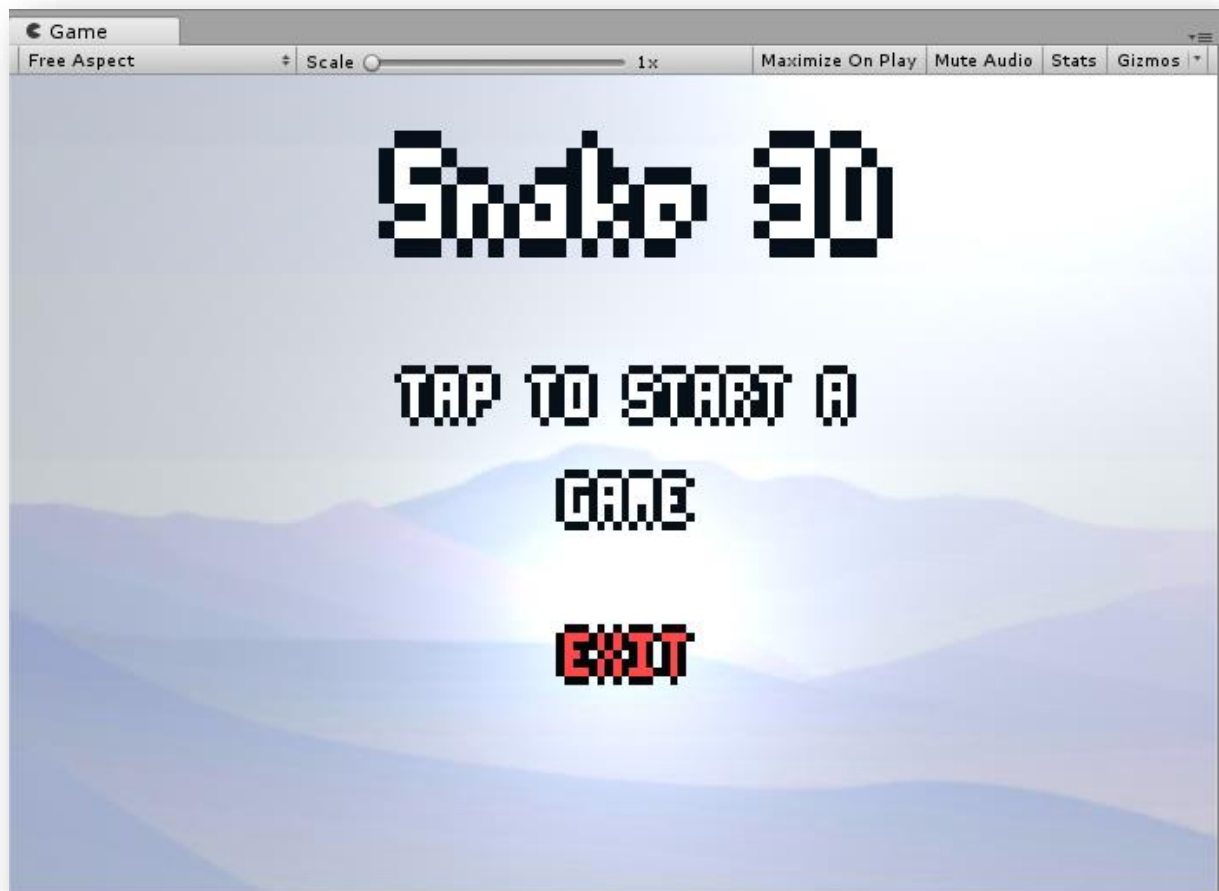 Game
Free Aspect Scale 1x Maximize On Play Mute Audio Stats Gizmos
Snake 3D
TAP TO START A
GAME
EXIT